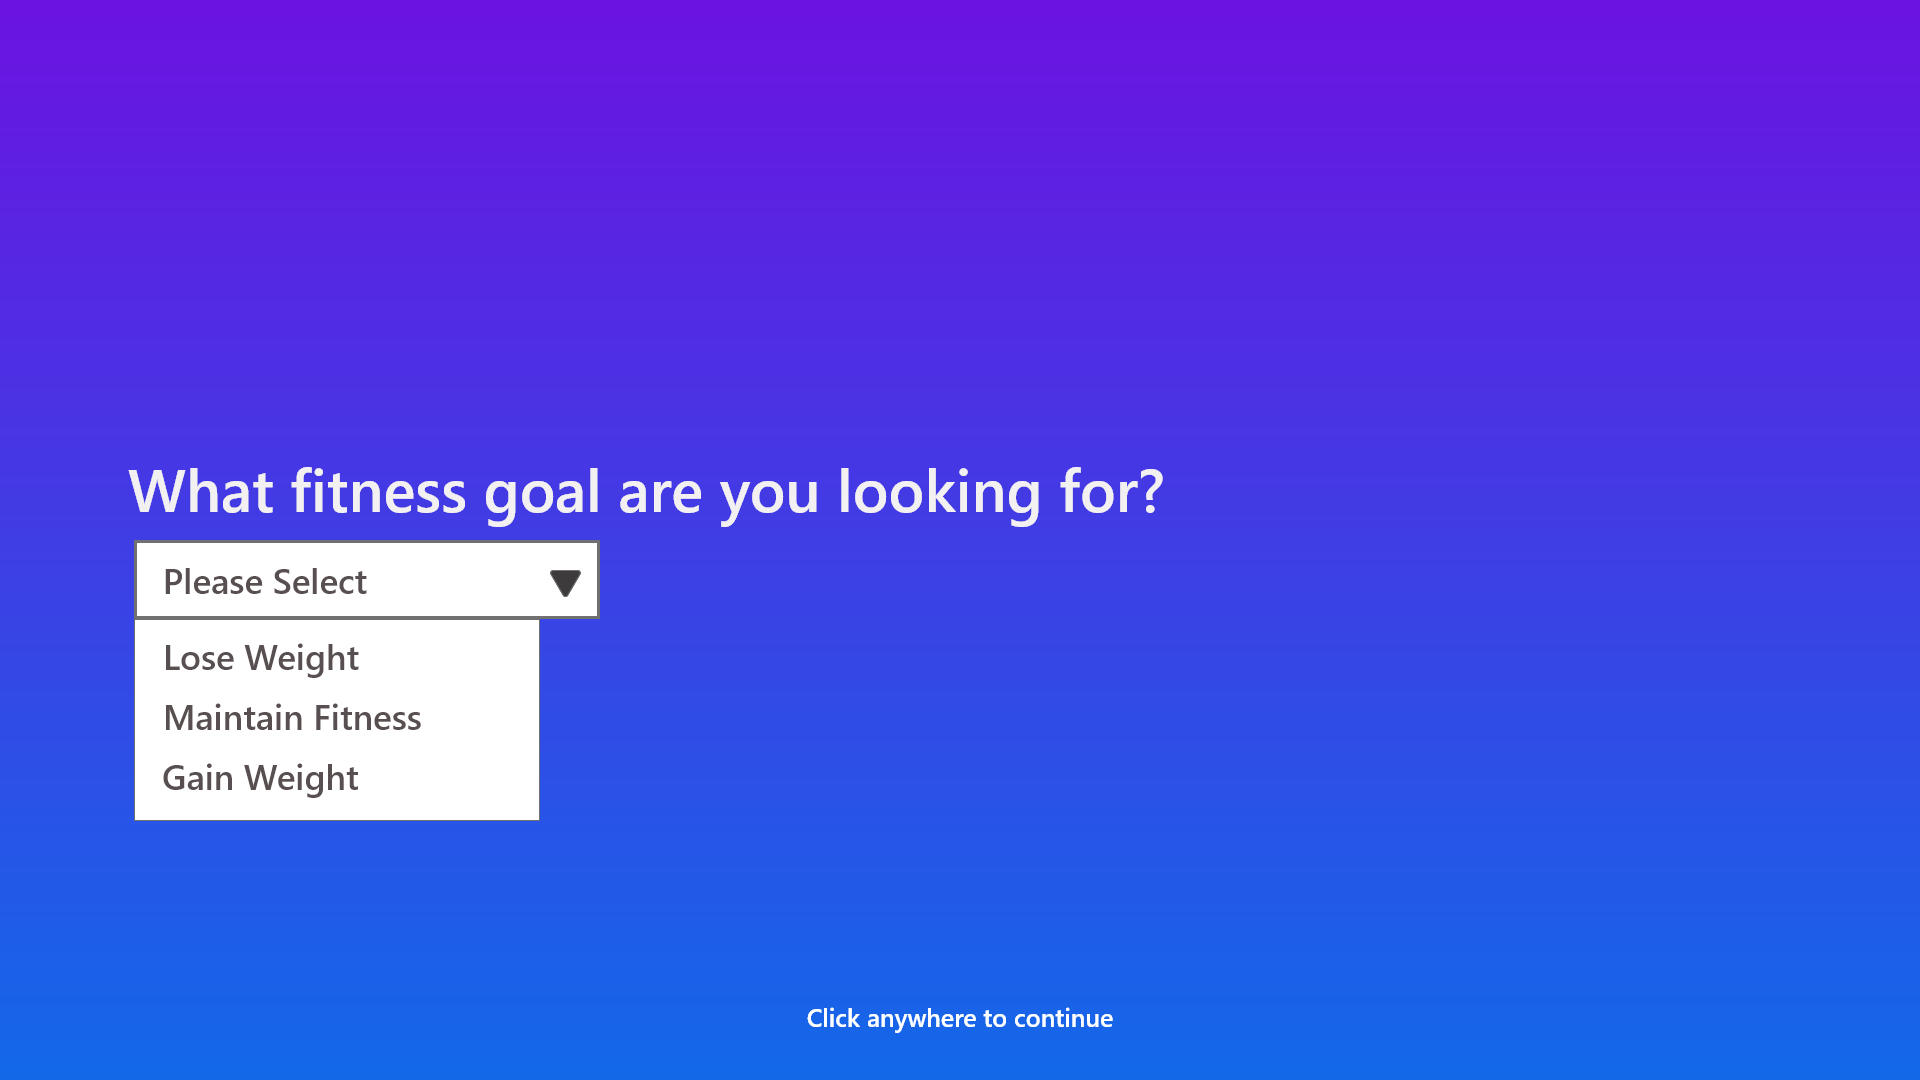 What fitness goal are you looking for?
Please Select
Lose Weight
Maintain Fitness
Gain Weight
Click anywhere to continue